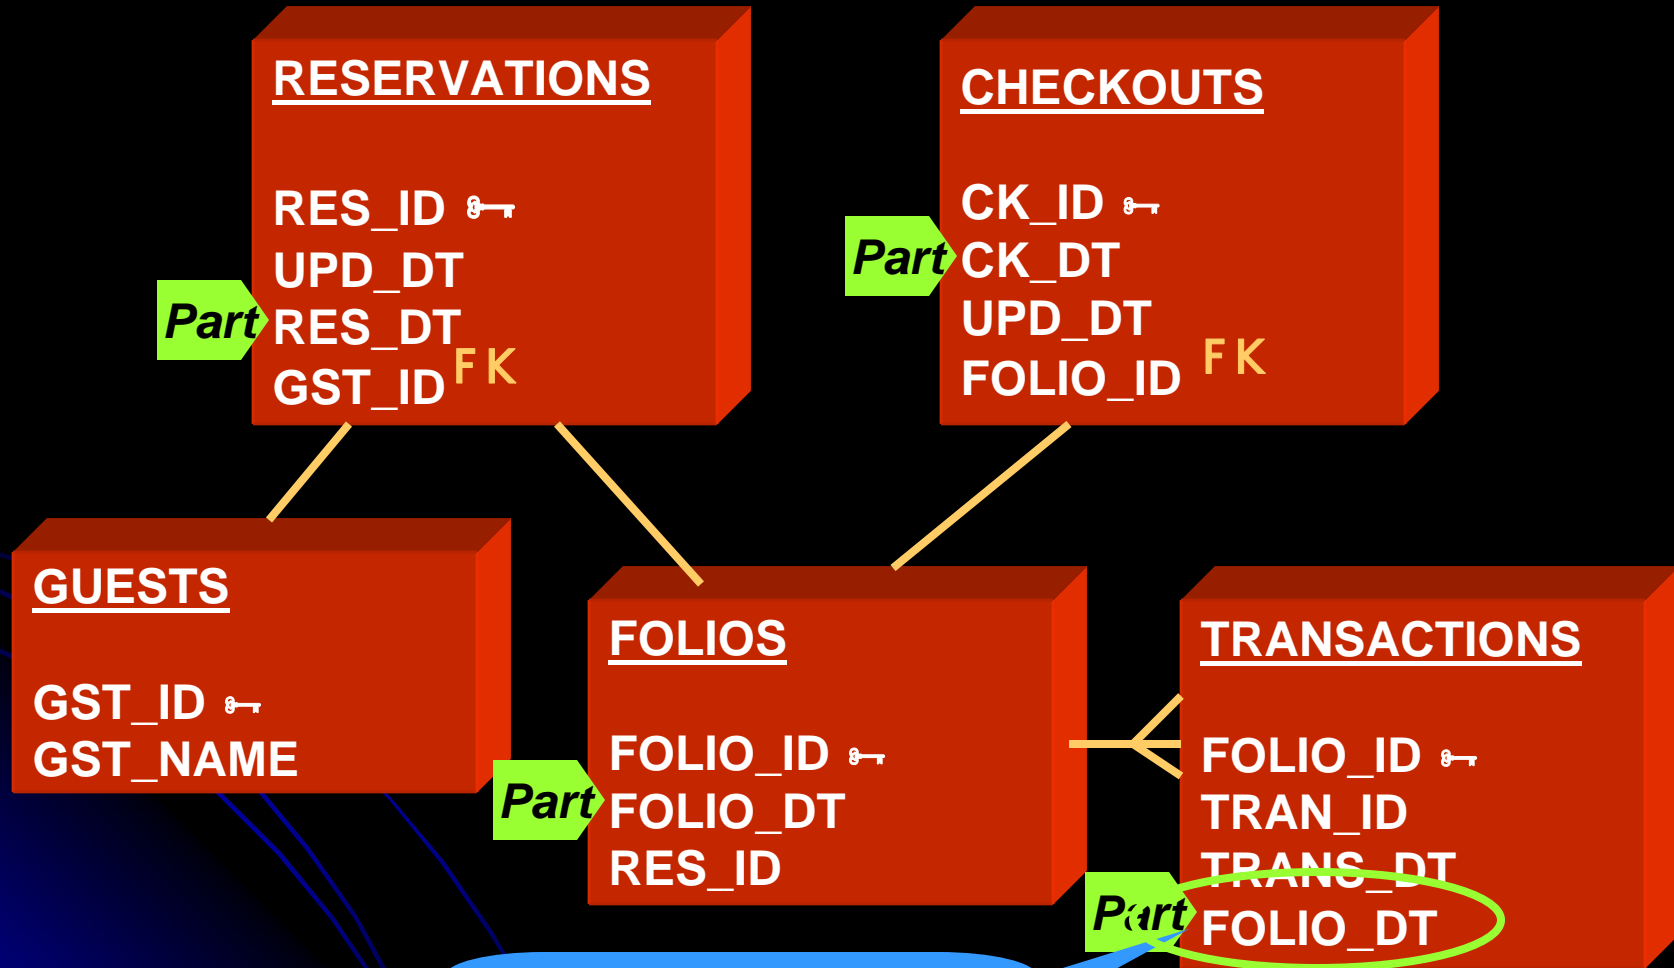 RESERVATIONS
RES_ID
UPD_DT
Part
RES_DT
GST_ID FK
CHECKOUTS
CK_ID
Part
CK_DT
UPD_DT
FOLIO_ID FK
GUESTS
GST_ID
GST_NAME
FOLIOS
FOLIO_ID
Part
FOLIO_DT
RES_ID
TRANSACTIONS
FOLIO_ID
TRAN_ID
TRANS_DT
Part
FOLIO_DT